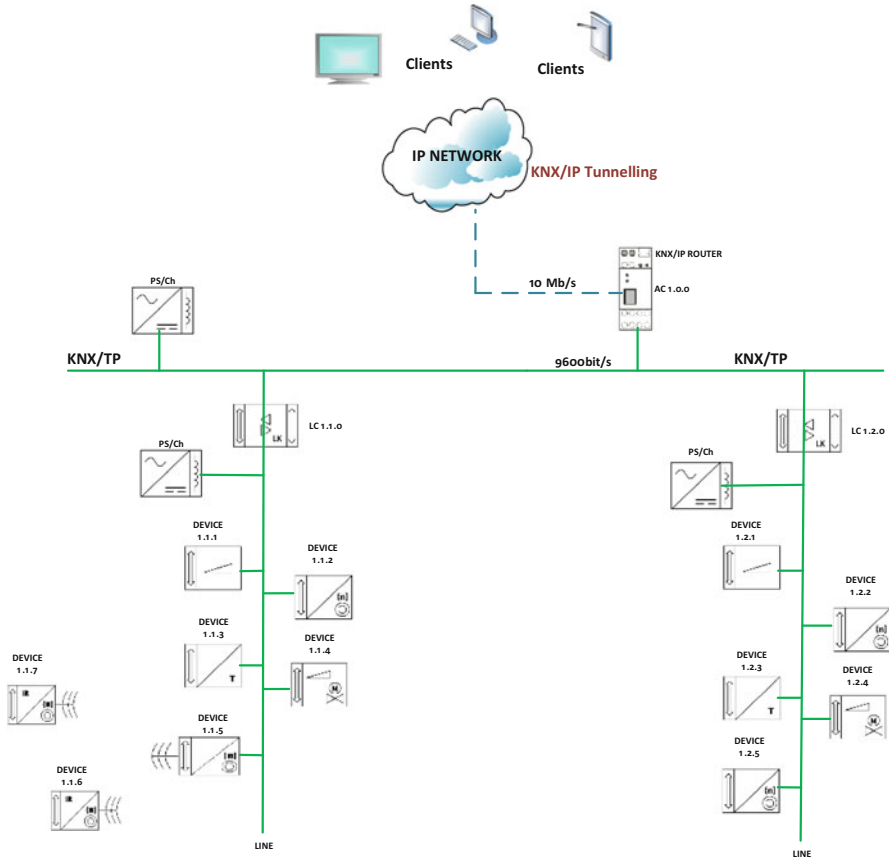 Clients
Clients
IP NETWORK
KNX/IP Tunnelling
KNX/IP ROUTER
10 Mb/s
AC 1.0.0
PS/Ch
KNX/TP
9600bit/s
KNX/TP
LK
LC 1.1.0
LK
LC 1.2.0
PS/Ch
PS/Ch
DEVICE
1.1.1
DEVICE
1.1.2
[n]
DEVICE
1.2.1
DEVICE
1.2.2
[n]
DEVICE
1.1.3
T
DEVICE
1.1.4
M
DEVICE
1.2.3
T
DEVICE
1.2.4
M
DEVICE
1.1.7
DEVICE
1.1.5
DEVICE
1.2.5
[n]
DEVICE
1.1.6
LINE
LINE